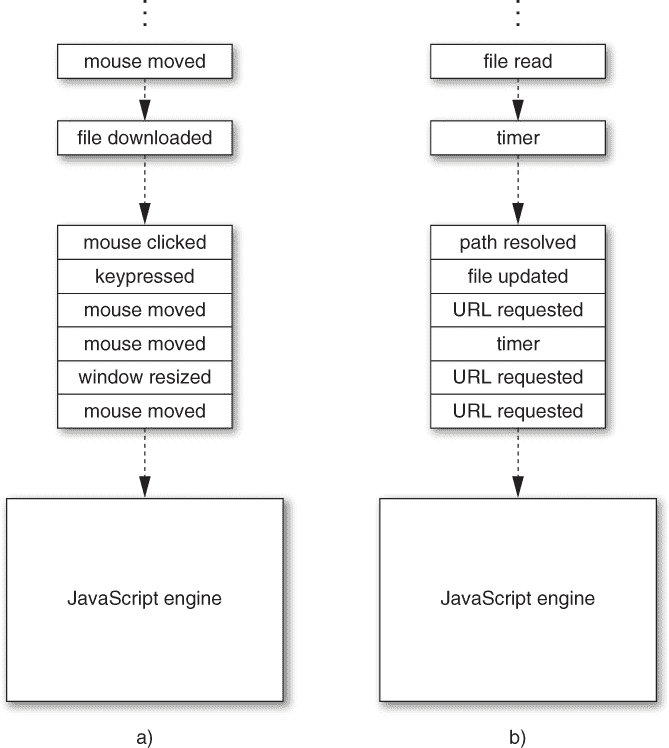 mouse moved
file downloaded
mouse clicked
keypressed
mouse moved
mouse moved
window resized
mouse moved
JavaScript engine
a)
file read
timer
path resolved
file updated
URL requested
timer
URL requested
URL requested
JavaScript engine
b)